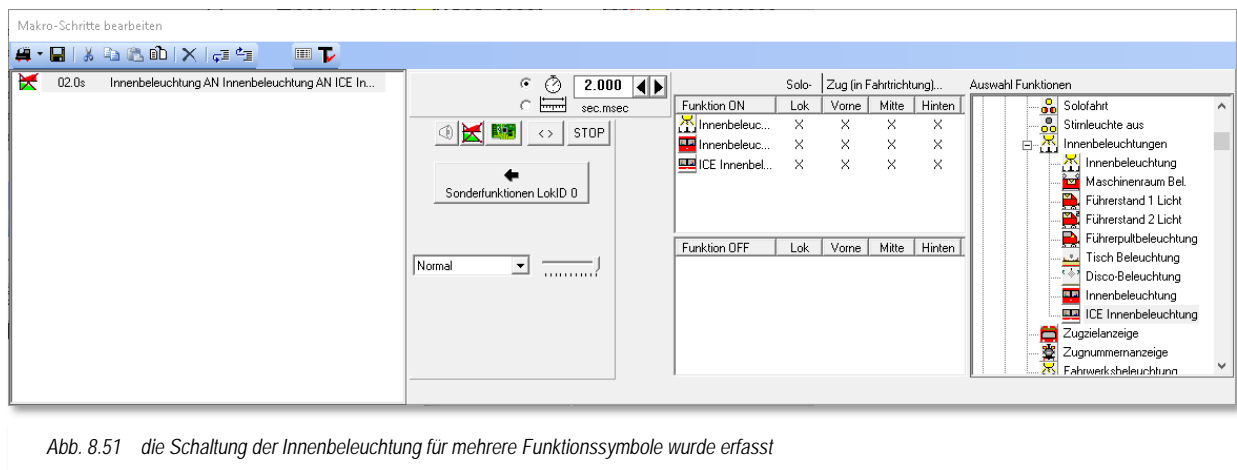 Makro-Schritte bearbeiten
02.0s Innenbeleuchtung AN Innenbeleuchtung AN ICE In...
2.000
sec.msec
< > STOP
Sonderfunktionen LokID 0
Normal
Solo- Zug (in Fahrtrichtung)...
Funktion ON Lok Vorne Mitte Hinten
Innenbeleuc... X X X X
Innenbeleuc... X X X X
ICE Innenbel... X X X X
Funktion OFF Lok Vorne Mitte Hinten
Auswahl Funktionen
Solofahrt
Stirnleuchte aus
Innenbeleuchtungen
Innenbeleuchtung
Maschinenraum Bel.
Führerstand 1 Licht
Führerstand 2 Licht
Führerpultbeleuchtung
Tisch Beleuchtung
Disco-Beleuchtung
Innenbeleuchtung
ICE Innenbeleuchtung
Zugzielanzeige
Zugnummernanzeige
Fahrwerksbeleuchtung
Abb. 8.51 die Schaltung der Innenbeleuchtung für mehrere Funktionssymbole wurde erfasst